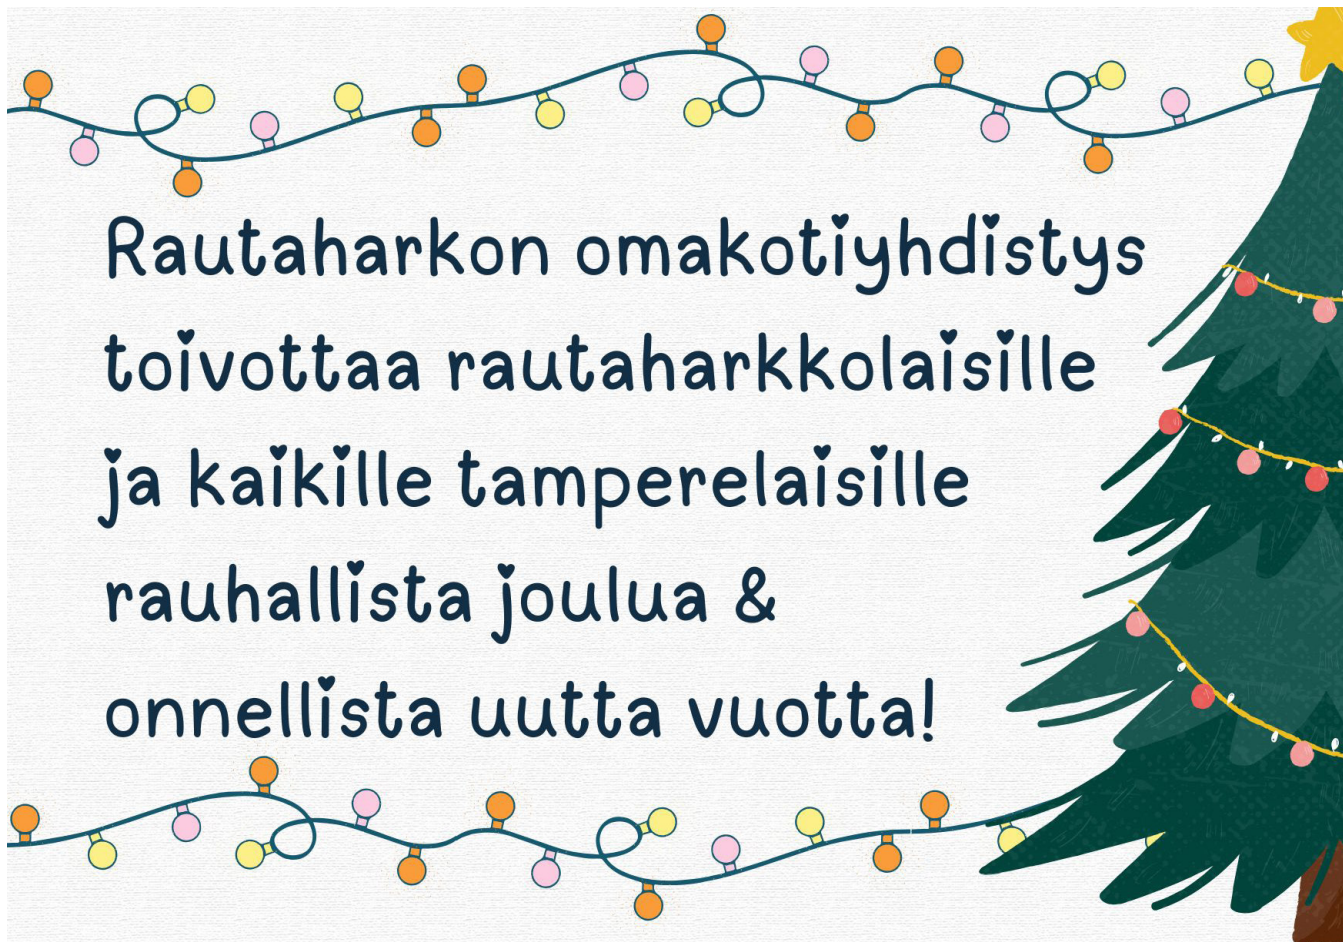 Rautaharkon omakotiyhdistys
toivottaa rautaharkkolaisille
ja kaikille tamperelaisille
rauhallista joulua &
onnellista uutta vuotta!